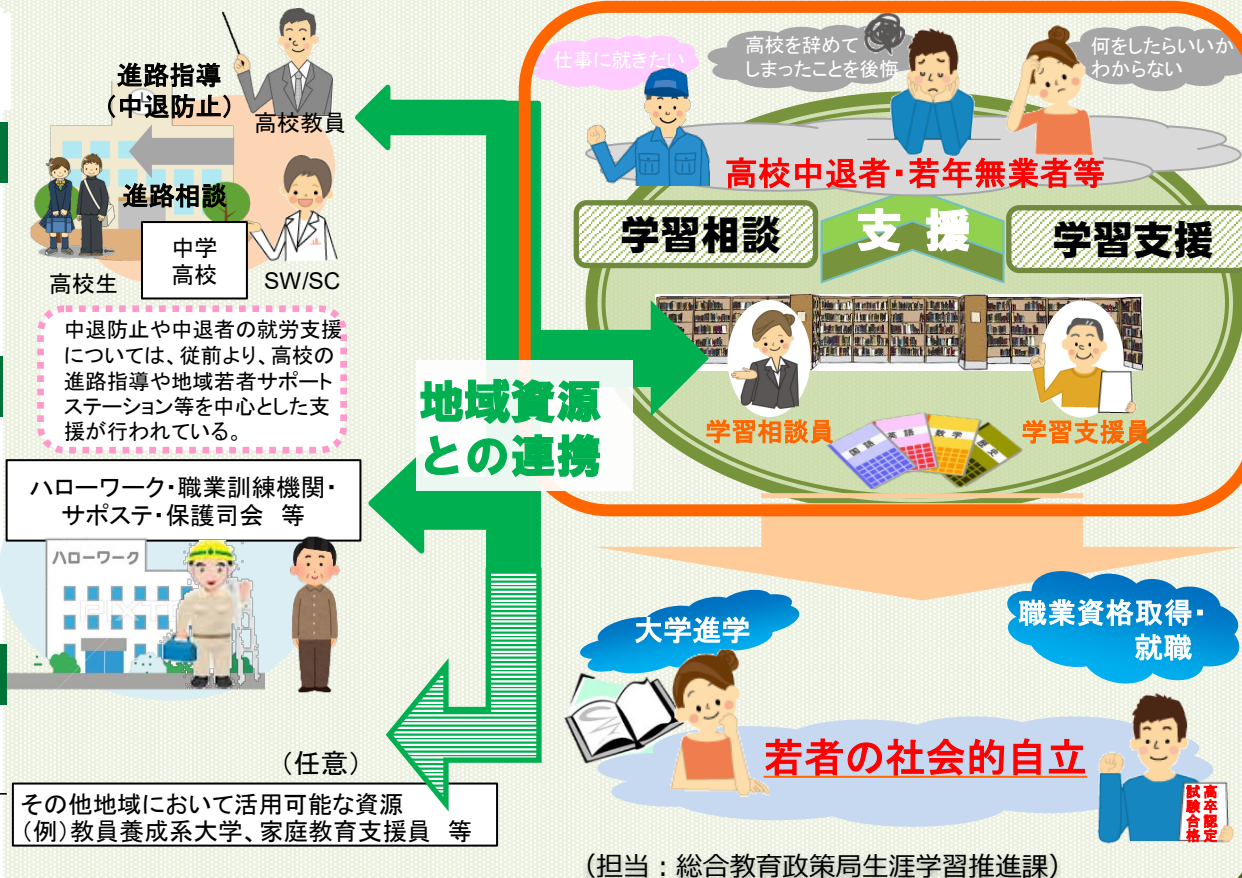 進路指導
(中退防止)
高校教員
進路相談
中学
高校
高校生
SW/SC
中退防止や中退者の就労支援
については、従前より、高校の
進路指導や地域若者サポート
ステーション等を中心とした支
援が行われている。
ハローワーク・職業訓練機関・
サポステ・保護司会 等
ハローワーク
(任意)
その他地域において活用可能な資源
(例)教員養成系大学、家庭教育支援員 等
地域資源
との連携
仕事に就きたい
高校を辞めて
しまったことを後悔
何をしたらいいか
わからない
高校中退者・若年無業者等
学習相談
支援
学習支援
学習相談員
国語
英語
数学
歴史
学習支援員
大学進学
職業資格取得・
就職
若者の社会的自立
高卒認定
試験合格
(担当：総合教育政策局生涯学習推進課)